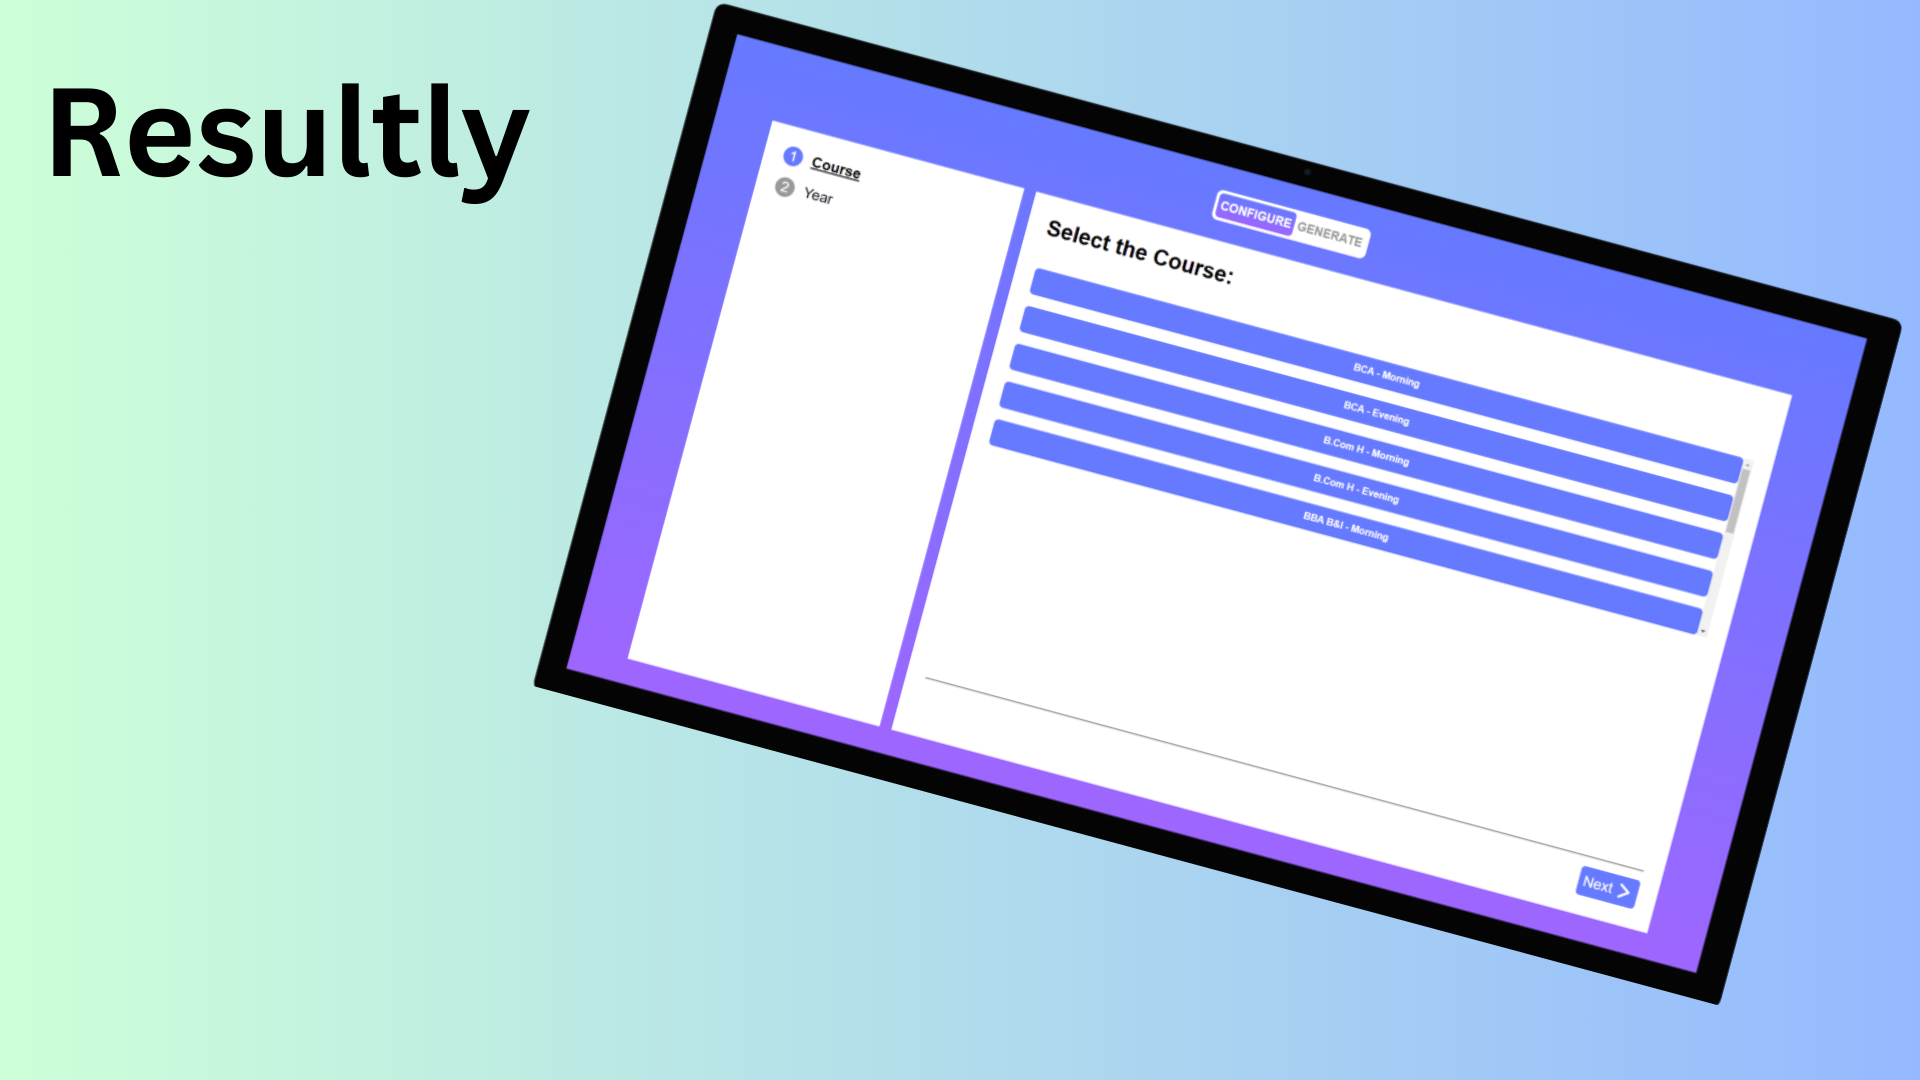 Resultly
1 Course
2 Year
CONFIGURE GENERATE
Select the Course:
BCA - Morning
BCA - Evening
B.Com H - Morning
B.Com H - Evening
BBA B&I - Morning
Next